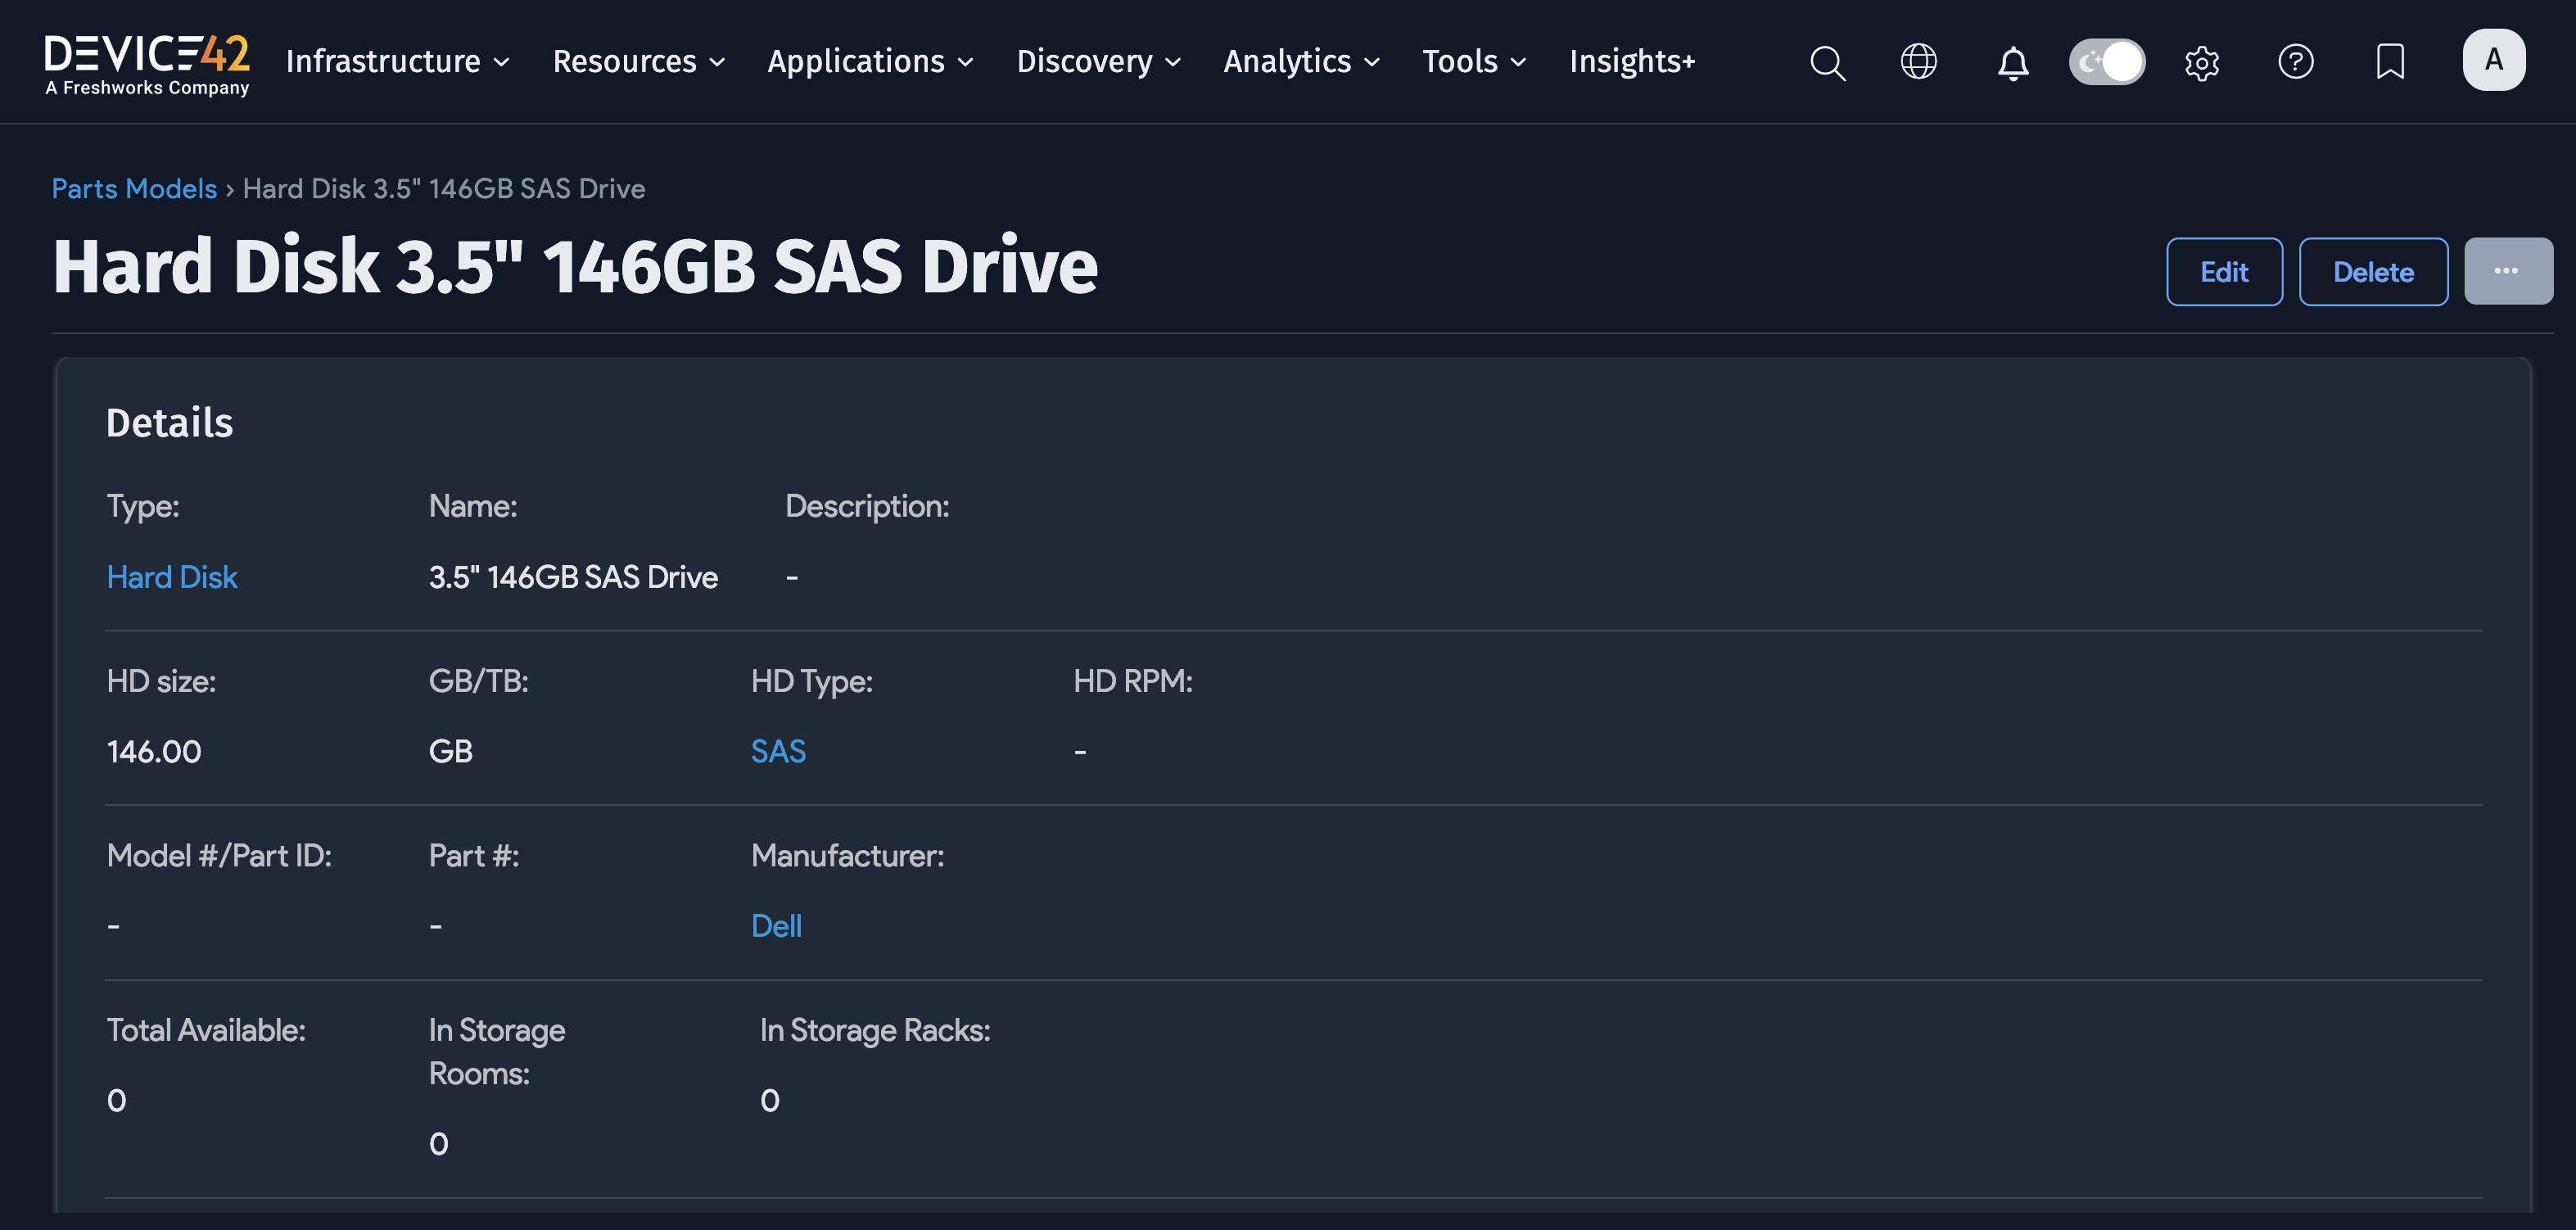 DEVICE42
A Freshworks Company
Infrastructure Resources Applications Discovery Analytics Tools Insights+
A
Parts Models › Hard Disk 3.5" 146GB SAS Drive
Hard Disk 3.5" 146GB SAS Drive
Edit Delete ...
Details
Type: Name: Description:
Hard Disk 3.5" 146GB SAS Drive -
HD size: GB/TB: HD Type: HD RPM:
146.00 GB SAS -
Model #/Part ID: Part #: Manufacturer:
- - Dell
Total Available: In Storage In Storage Racks:
Rooms:
0 0
0